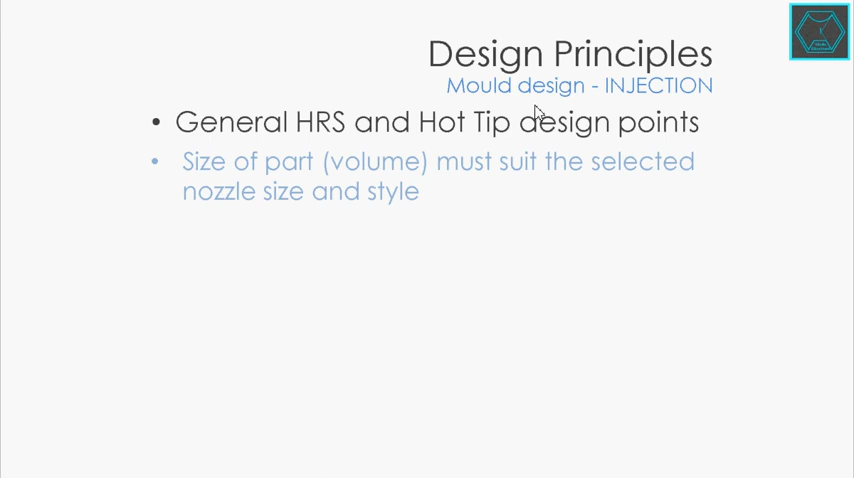 Design Principles
Mould design - INJECTION
• General HRS and Hot Tip design points
• Size of part (volume) must suit the selected
nozzle size and style